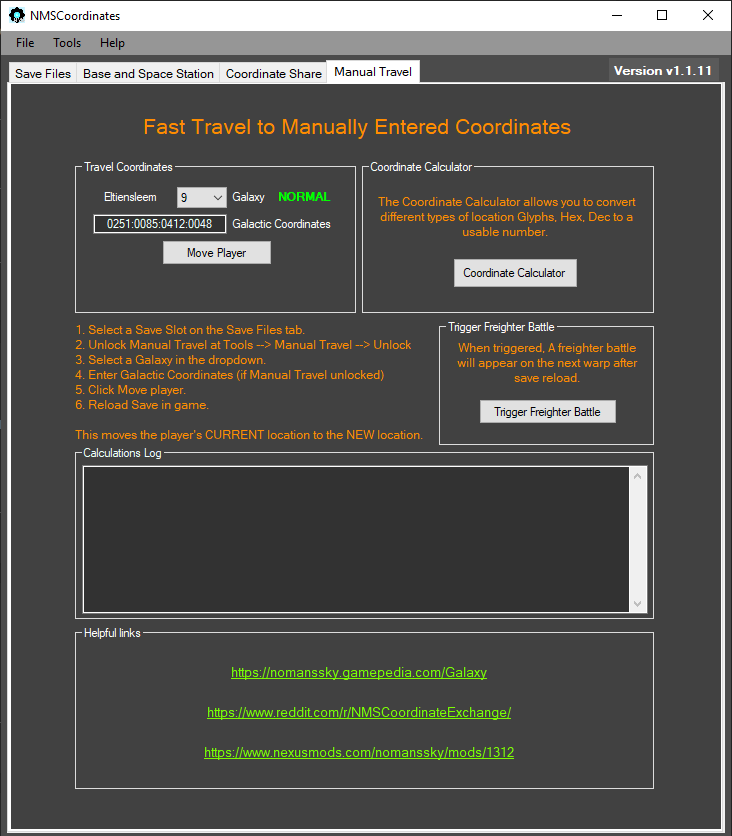 NMSCoordinates
File Tools Help
Save Files Base and Space Station Coordinate Share Manual Travel Version v1.1.11
Fast Travel to Manually Entered Coordinates
Travel Coordinates
Eltiensleem 9 Galaxy NORMAL
0251:0085:0412:0048 Galactic Coordinates
Move Player
Coordinate Calculator
The Coordinate Calculator allows you to convert
different types of location Glyphs, Hex, Dec to a
usable number.
Coordinate Calculator
1. Select a Save Slot on the Save Files tab.
2. Unlock Manual Travel at Tools --> Manual Travel --> Unlock
3. Select a Galaxy in the dropdown.
4. Enter Galactic Coordinates (if Manual Travel unlocked)
5. Click Move player.
6. Reload Save in game.
This moves the player's CURRENT location to the NEW location.
Trigger Freighter Battle
When triggered, A freighter battle
will appear on the next warp after
save reload.
Trigger Freighter Battle
Calculations Log
Helpful links
https://nomanssky.gamepedia.com/Galaxy
https://www.reddit.com/r/NMSCoordinateExchange/
https://www.nexusmods.com/nomanssky/mods/1312